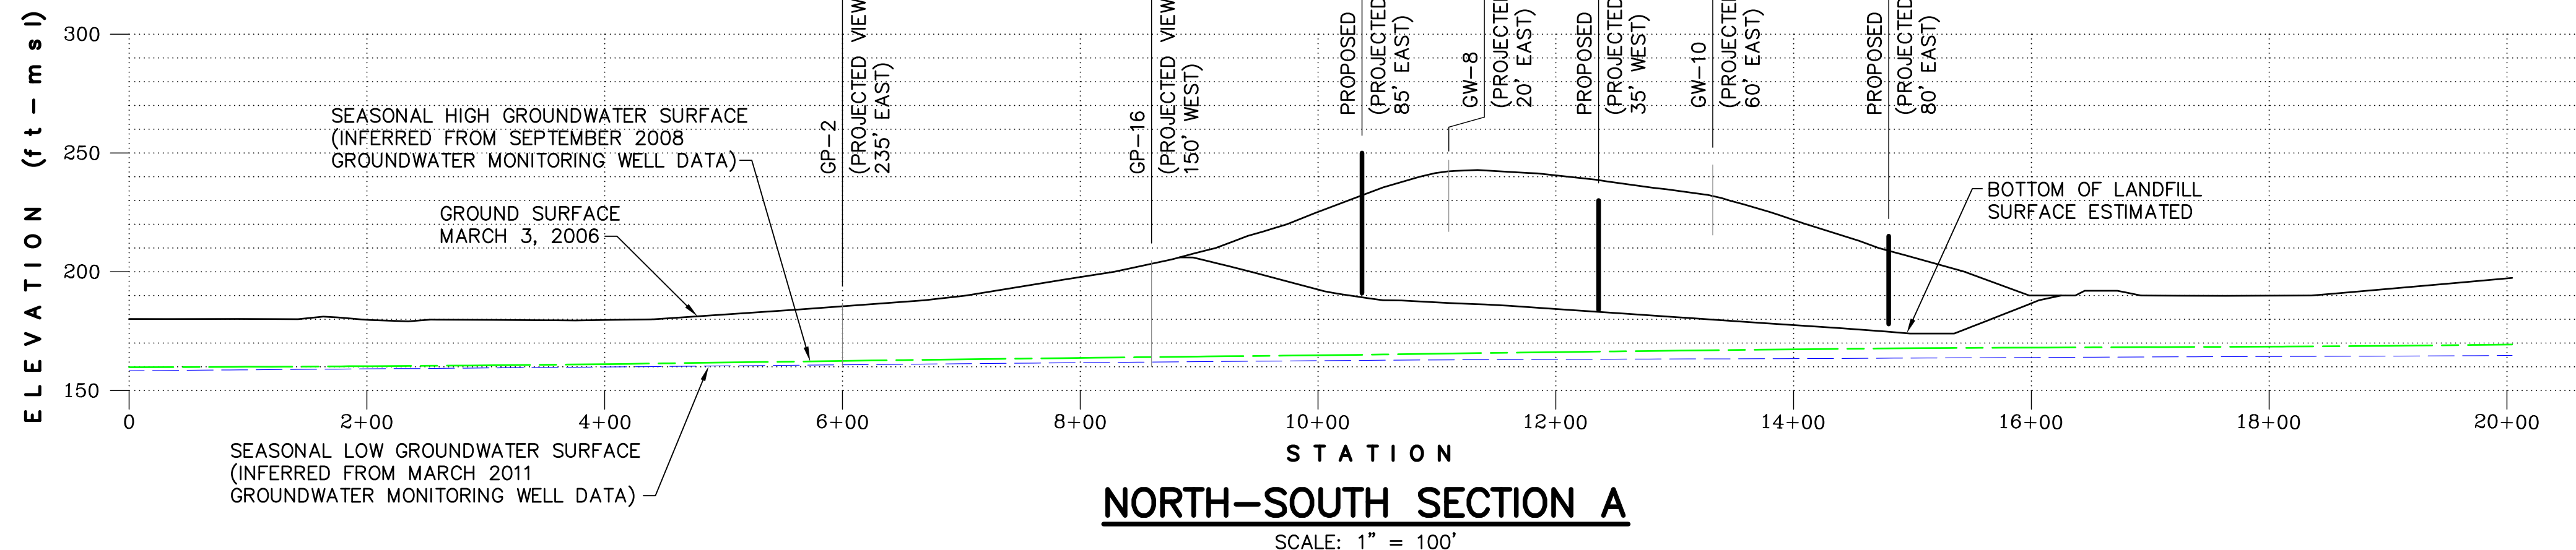 ELEVATION (ft-msl)
300
250
200
150
SEASONAL HIGH GROUNDWATER SURFACE
(INFERRED FROM SEPTEMBER 2008
GROUNDWATER MONITORING WELL DATA)
GROUND SURFACE
MARCH 3, 2006
GP-2
(PROJECTED VIEW
235' EAST)
GP-16
(PROJECTED VIEW
150' WEST)
PROPOSED
(PROJECTED
85' EAST)
GW-8
(PROJECTED
20' EAST)
PROPOSED
(PROJECTED
35' WEST)
GW-10
(PROJECTED
60' EAST)
PROPOSED
(PROJECTED
80' EAST)
BOTTOM OF LANDFILL
SURFACE ESTIMATED
0 2+00 4+00 6+00 8+00 10+00 12+00 14+00 16+00 18+00 20+00
STATION
SEASONAL LOW GROUNDWATER SURFACE
(INFERRED FROM MARCH 2011
GROUNDWATER MONITORING WELL DATA)
NORTH-SOUTH SECTION A
SCALE: 1" = 100'